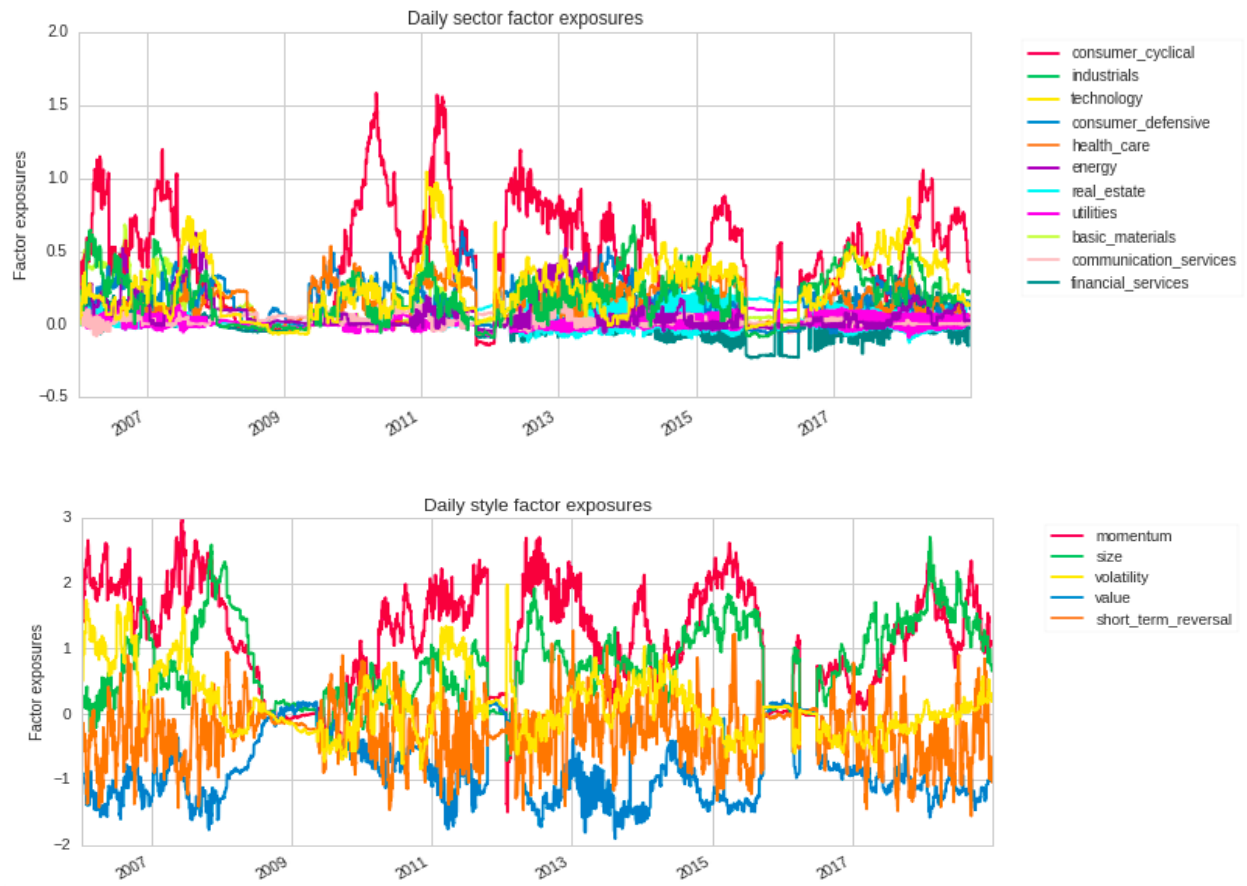 Daily sector factor exposures
2.0
1.5
1.0
0.5
0.0
−0.5
Factor exposures
2007
2009
2011
2013
2015
2017
consumer_cyclical
industrials
technology
consumer_defensive
health_care
energy
real_estate
utilities
basic_materials
communication_services
financial_services
Daily style factor exposures
3
2
1
0
−1
−2
Factor exposures
2007
2009
2011
2013
2015
2017
momentum
size
volatility
value
short_term_reversal